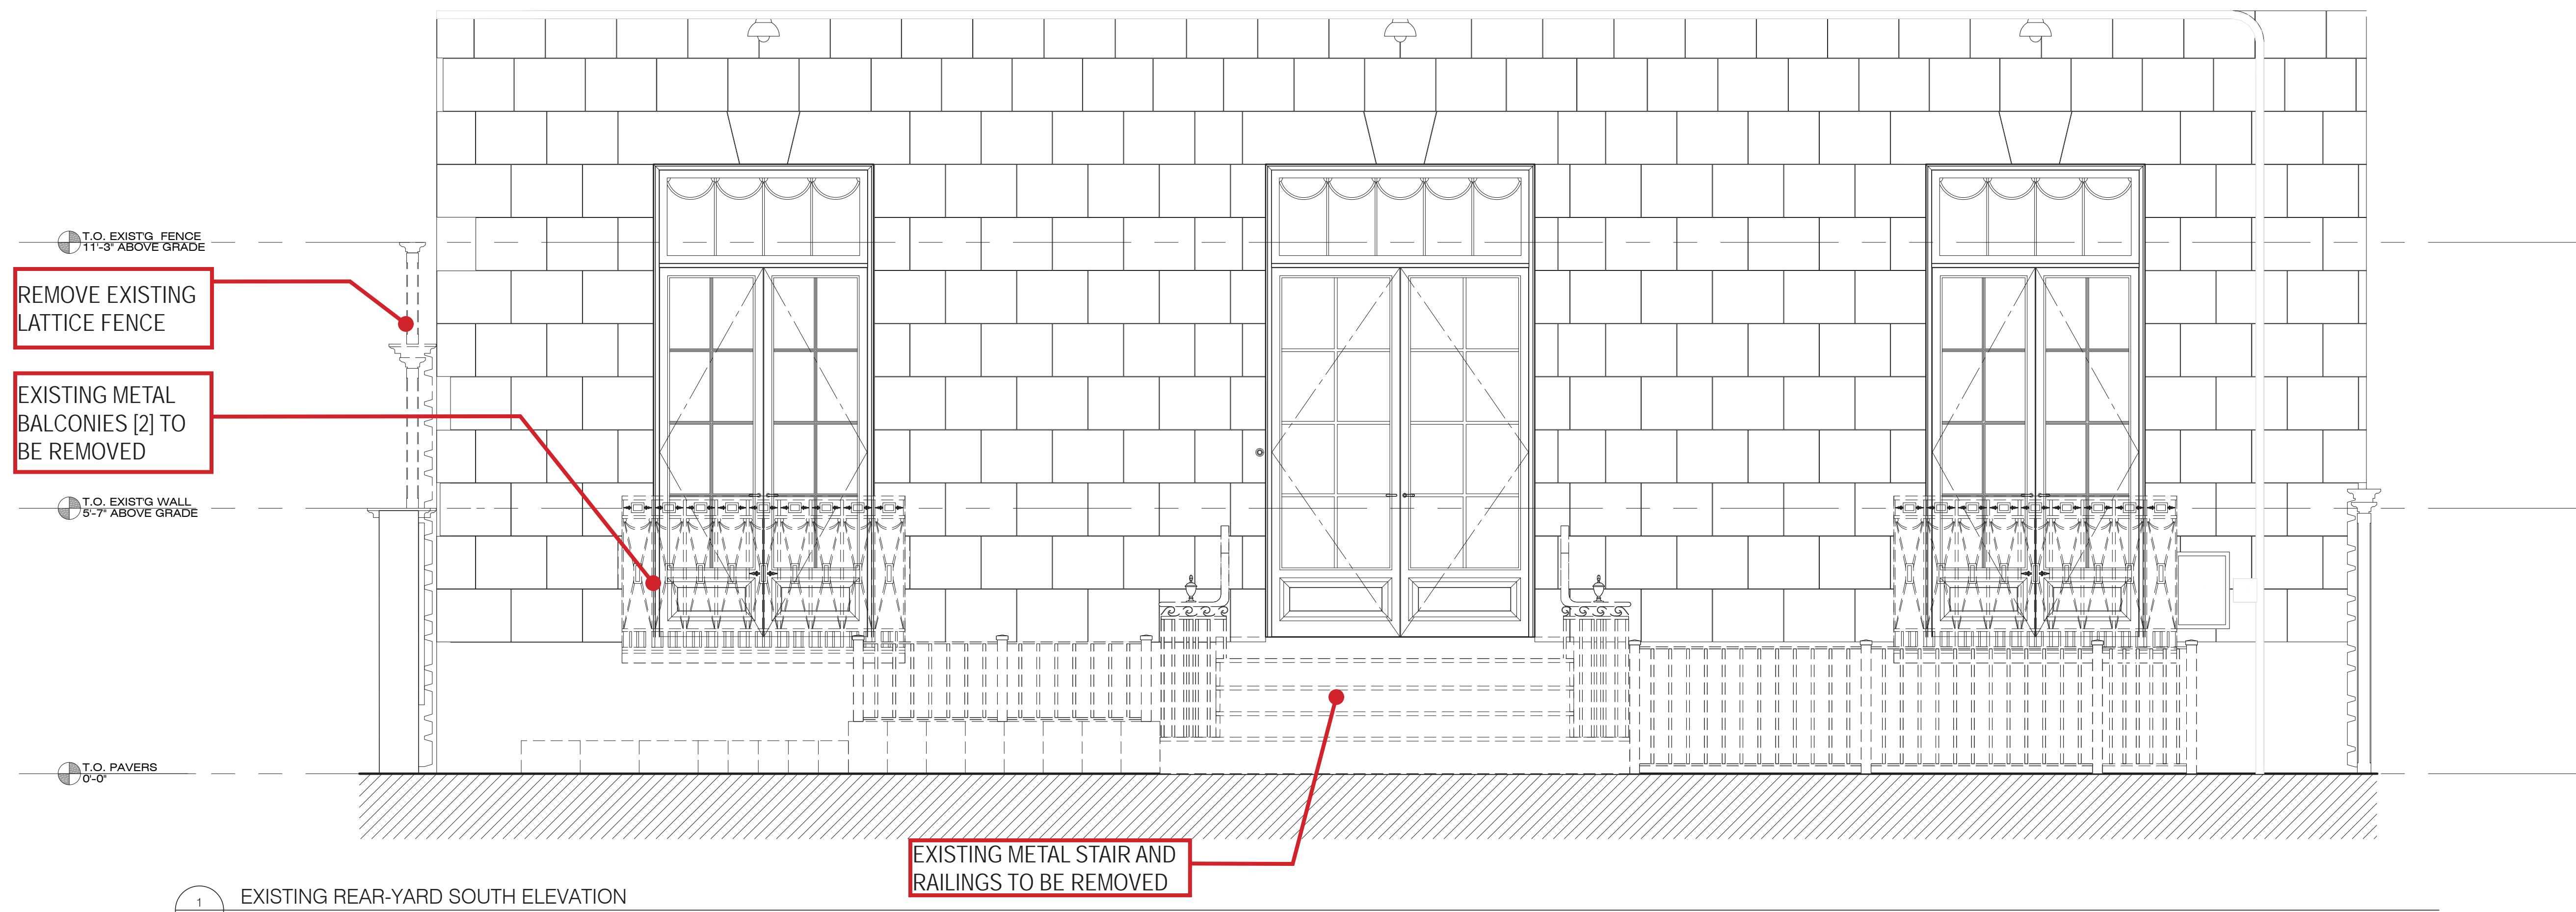 T.O. EXIST'G FENCE
11'-3" ABOVE GRADE
REMOVE EXISTING
LATTICE FENCE
EXISTING METAL
BALCONIES [2] TO
BE REMOVED
T.O. EXIST'G WALL
5'-7" ABOVE GRADE
T.O. PAVERS
0'-0"
EXISTING METAL STAIR AND
RAILINGS TO BE REMOVED
1
EXISTING REAR-YARD SOUTH ELEVATION